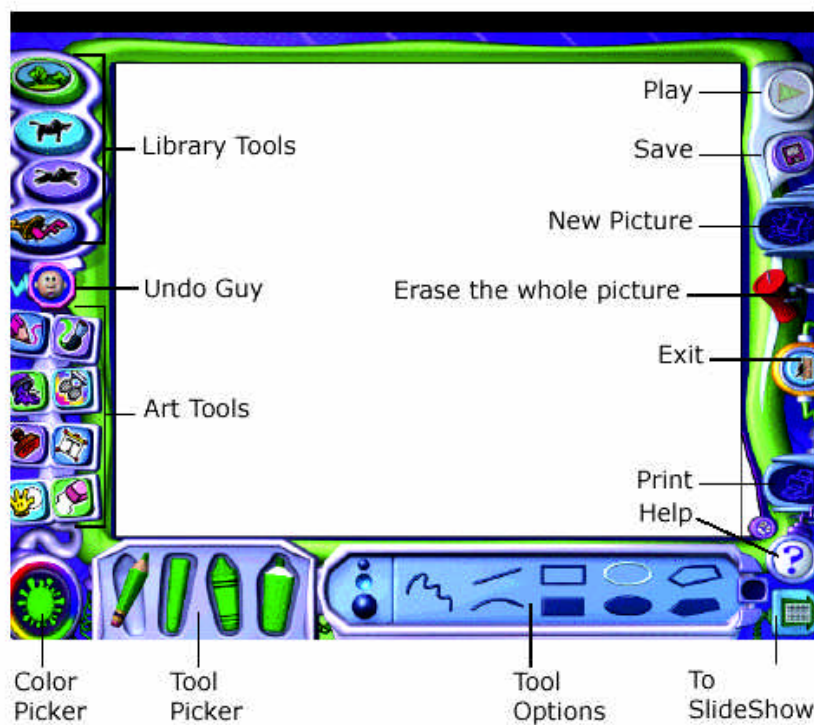 Play
Library Tools
Save
New Picture
Undo Guy
Erase the whole picture
Exit
Art Tools
Print
Help
?
Color
Picker
Tool
Picker
Tool
Options
To
SlideShow